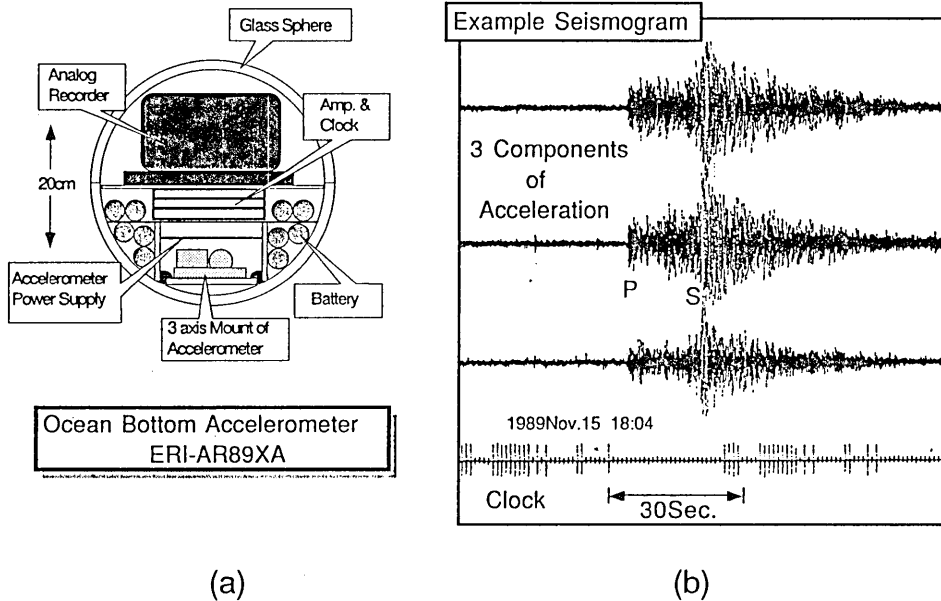 Glass Sphere
Analog
Recorder
Amp. &
Clock
20cm
Accelerometer
Power Supply
Battery
3 axis Mount of
Accelerometer
Ocean Bottom Accelerometer
ERI-AR89XA
(a)
Example Seismogram
3 Components
of
Acceleration
P
S
1989Nov.15 18:04
Clock
30Sec.
(b)